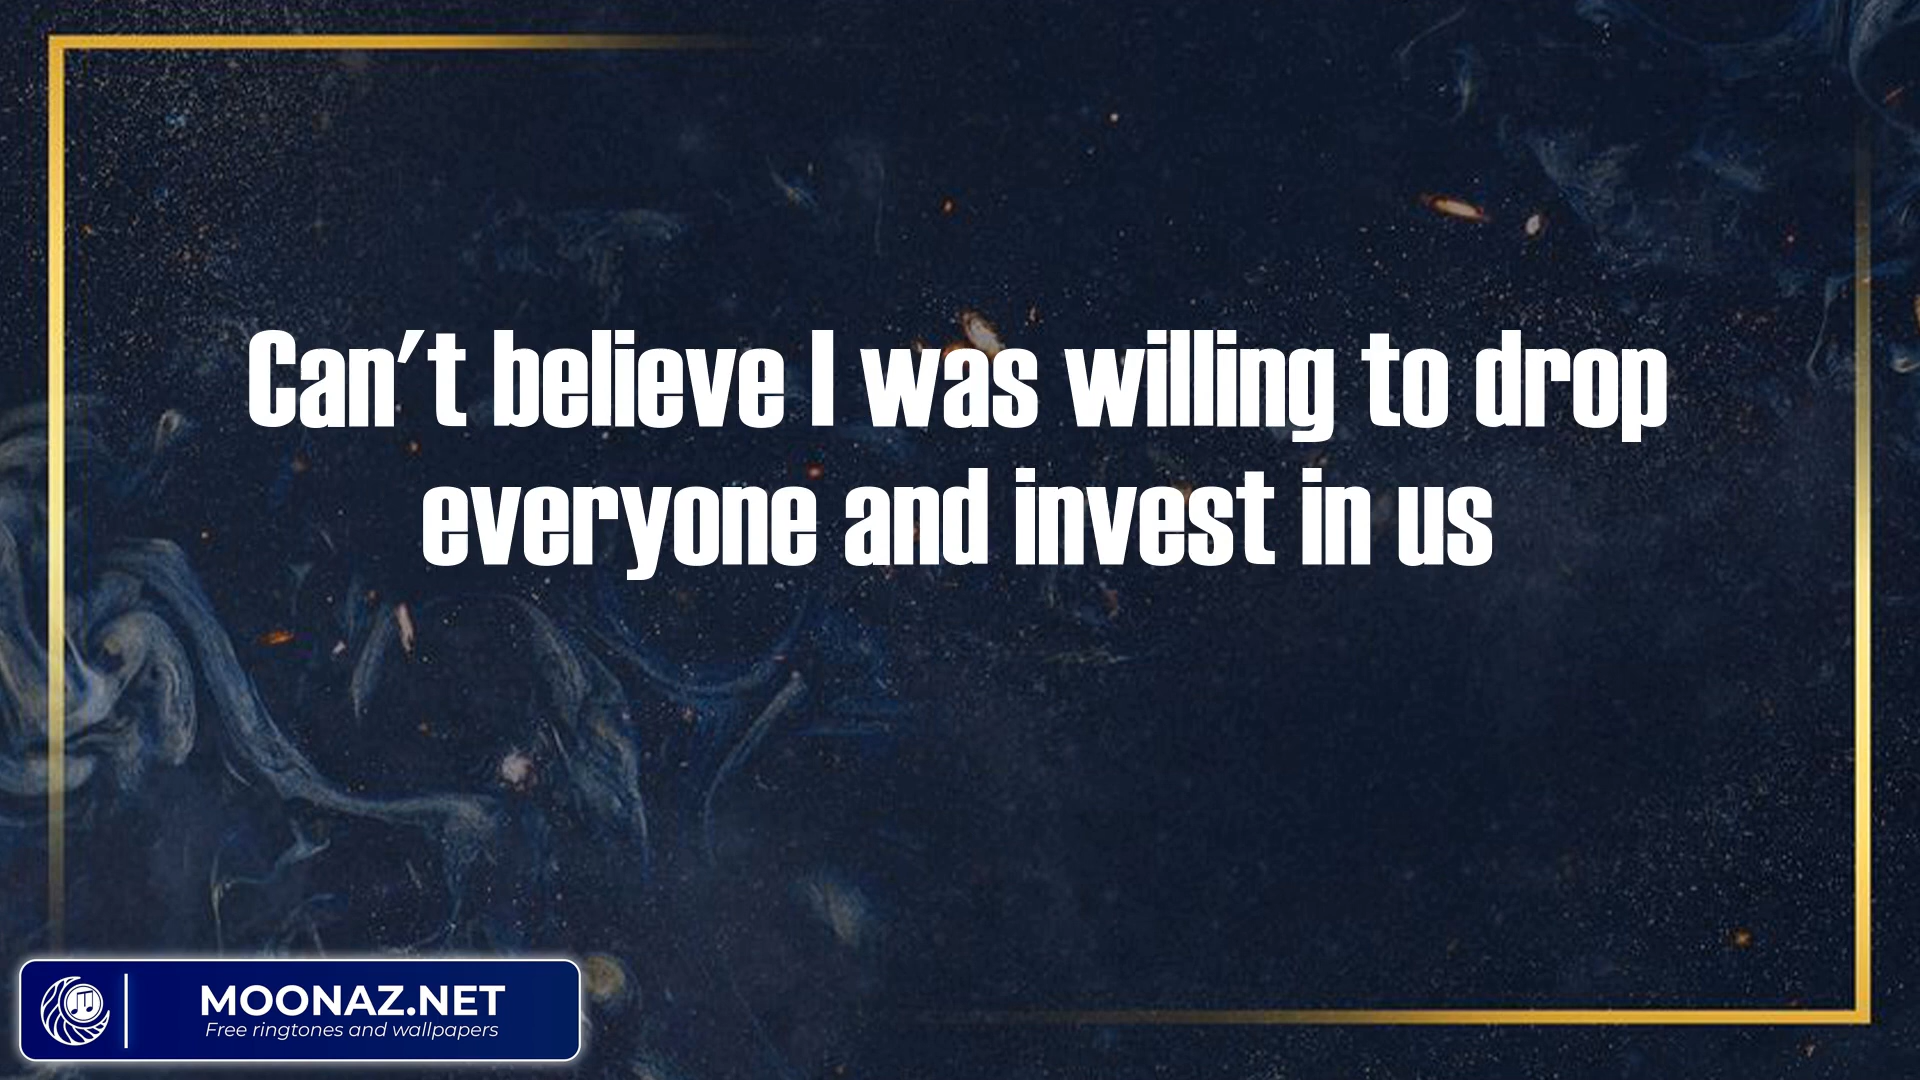 Can't believe I was willing to drop
everyone and invest in us
MOONAZ.NET
Free ringtones and wallpapers